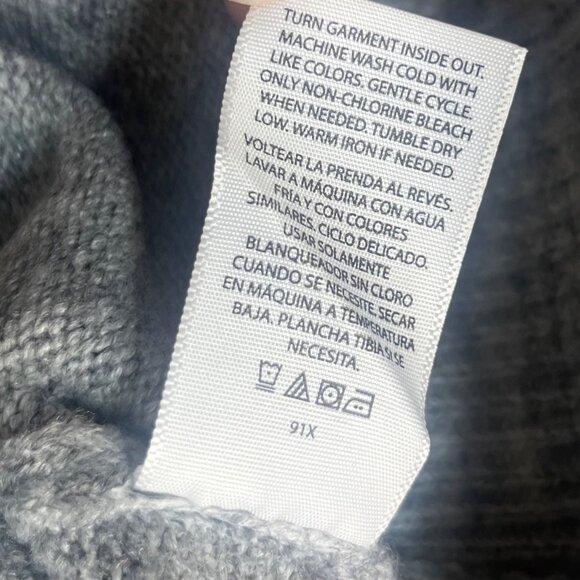 TURN GARMENT INSIDE OUT.
MACHINE WASH COLD WITH
LIKE COLORS. GENTLE CYCLE.
ONLY NON-CHLORINE BLEACH
WHEN NEEDED. TUMBLE DRY
LOW. WARM IRON IF NEEDED.
VOLTEAR LA PRENDA AL REVÉS.
LAVAR A MÁQUINA CON AGUA
FRÍA Y CON COLORES
SIMILARES, CICLO DELICADO.
USAR SOLAMENTE
BLANQUEADOR SIN CLORO
CUANDO SE NECESITE, SECAR
EN MÁQUINA A TEMPERATURA
BAJA. PLANCHA TIBIA SI SE
NECESITA.
91X